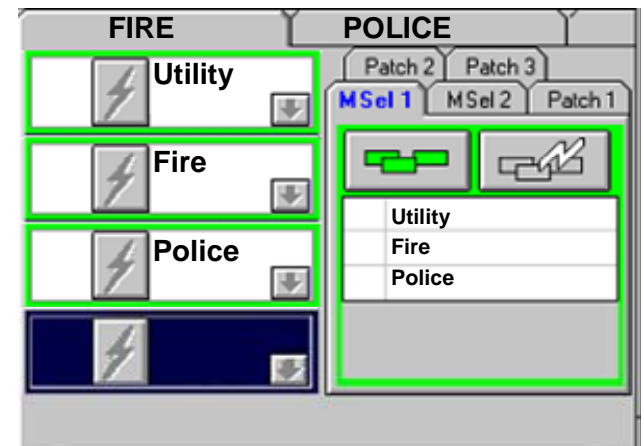 FIRE POLICE
Utility
Fire
Police
Patch 2 Patch 3
MSel 1 MSel 2 Patch 1
Utility
Fire
Police